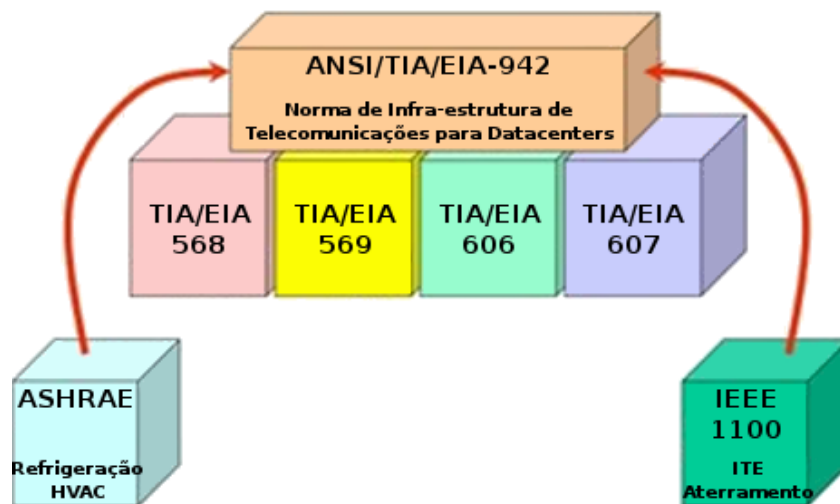 ANSI/TIA/EIA-942
Norma de Infra-estrutura de
Telecomunicações para Datacenters
TIA/EIA
568
TIA/EIA
569
TIA/EIA
606
TIA/EIA
607
ASHRAE
Refrigeração
HVAC
IEEE
1100
ITE
Aterramento